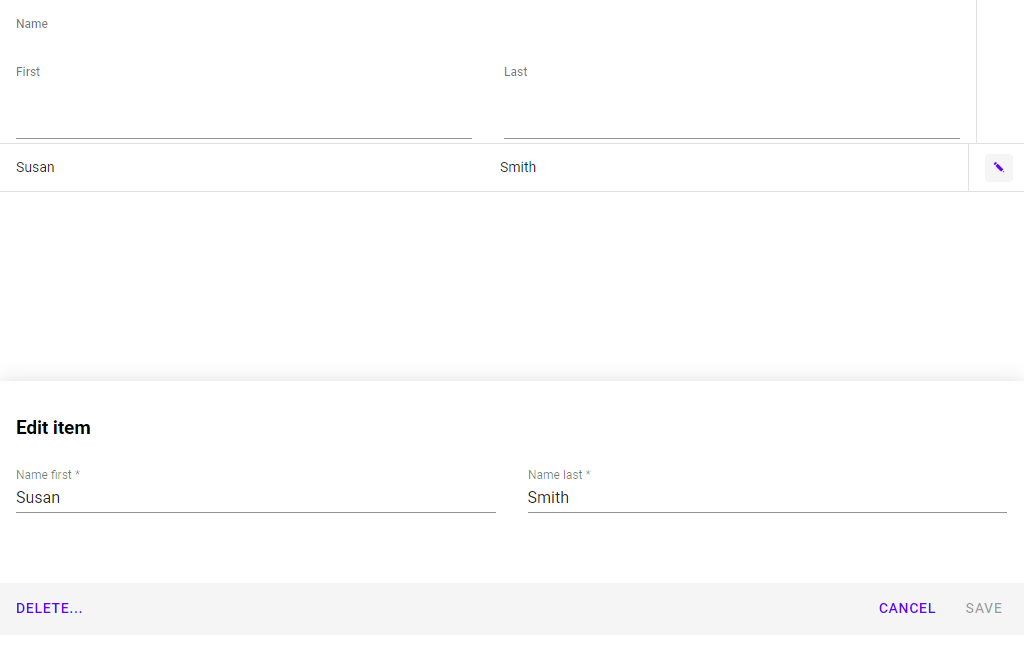 Name
First Last
Susan Smith
Edit item
Name first * Name last *
Susan Smith
DELETE... CANCEL SAVE